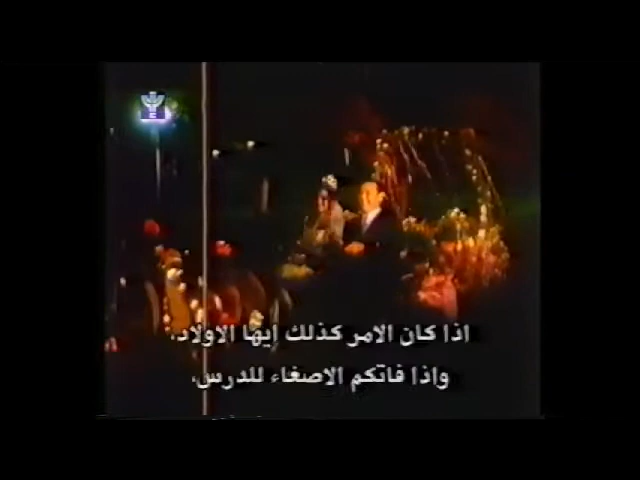 اذا كان الامر كذلك ايها الاولاد،
واذا فاتكم الاصغاء للدرس،